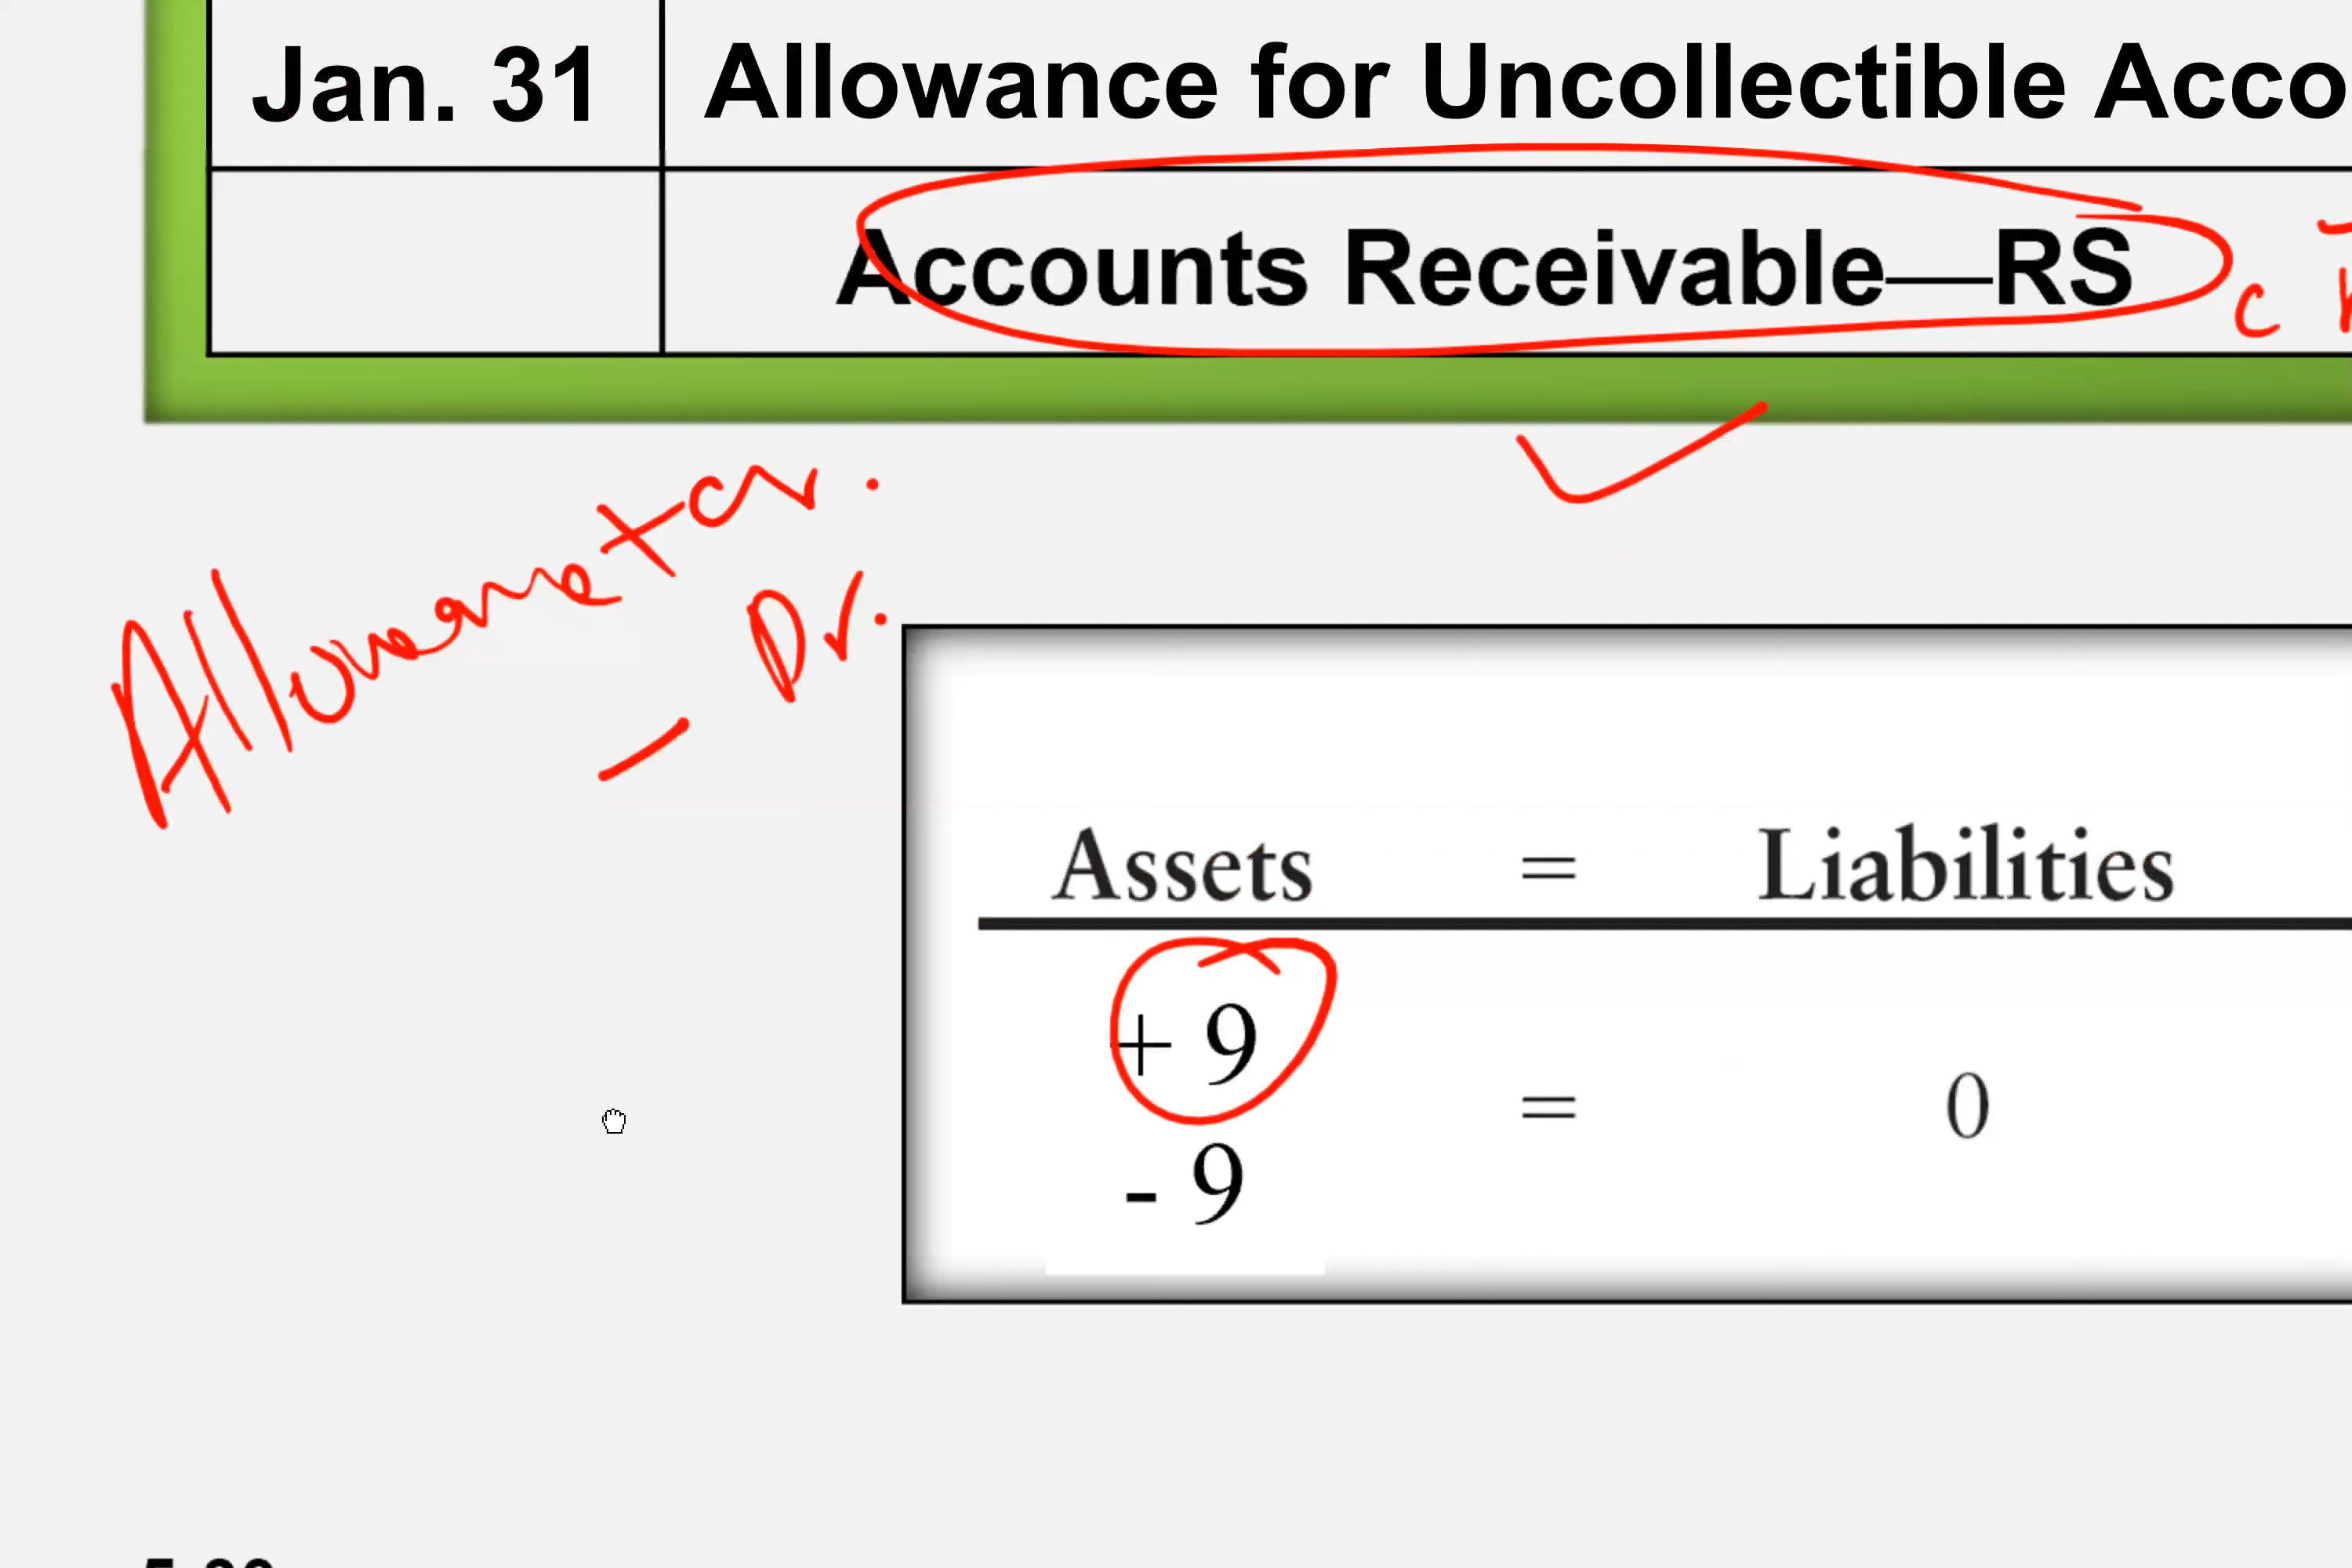 Jan. 31 Allowance for Uncollectible Acco
Accounts Receivable—RS
c
Allowance + cr.
- Dr.
Assets = Liabilities
+ 9
= 0
- 9